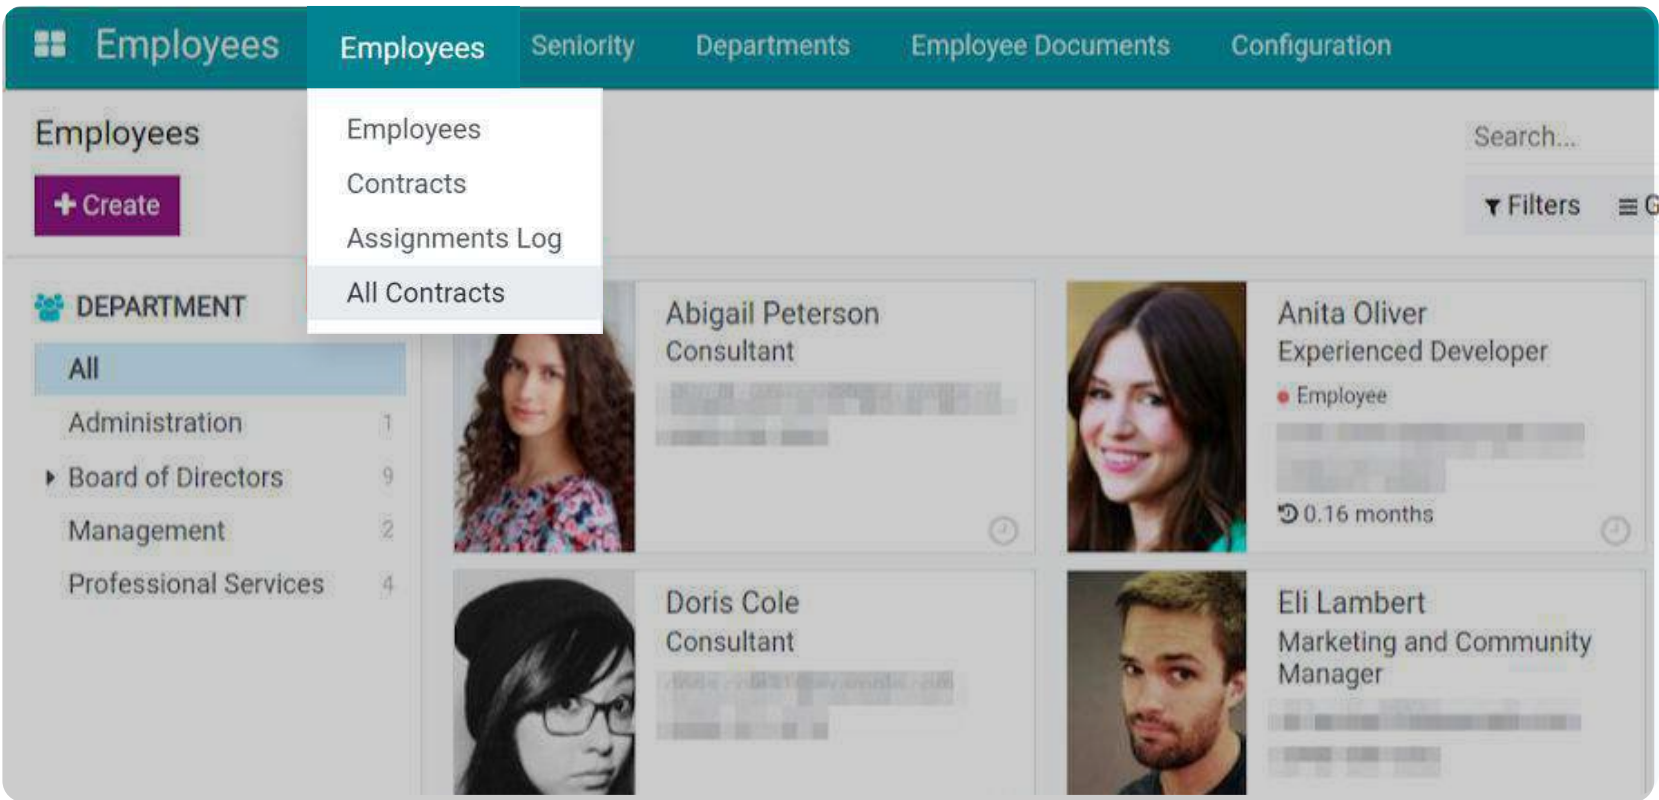 Employees
Employees
Seniority
Departments
Employee Documents
Configuration
Employees
+ Create
Search...
Filters
G
Employees
Contracts
Assignments Log
All Contracts
DEPARTMENT
All
Administration 1
Board of Directors 9
Management 2
Professional Services 4
Abigail Peterson
Consultant
Anita Oliver
Experienced Developer
Employee
0.16 months
Doris Cole
Consultant
Eli Lambert
Marketing and Community
Manager